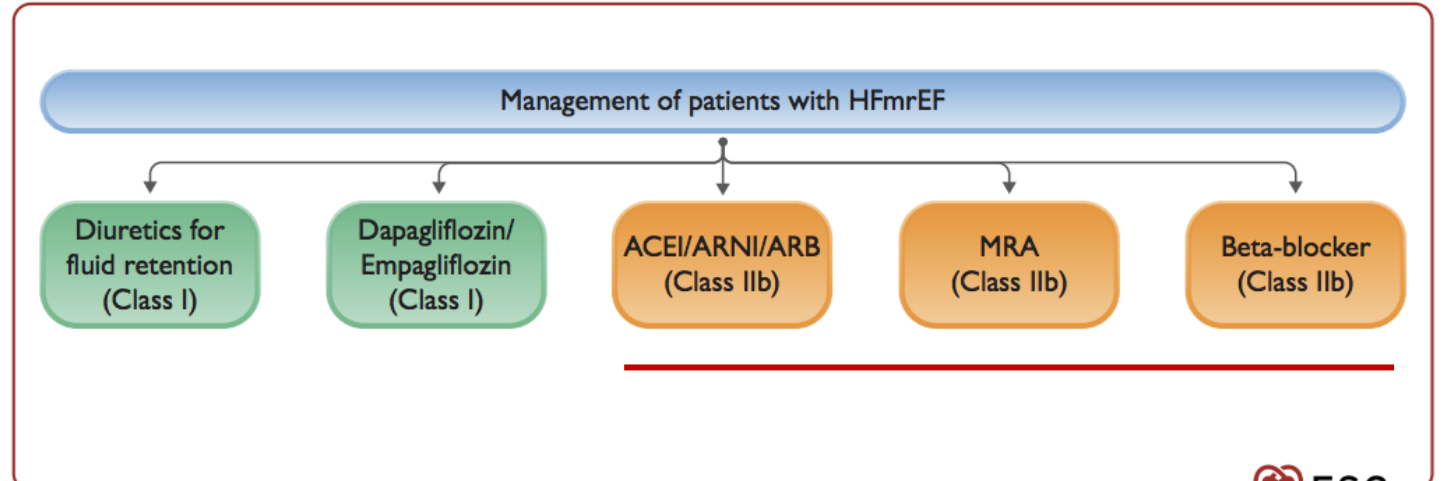 Management of patients with HFmrEF
Diuretics for
fluid retention
(Class I)
Dapagliflozin/
Empagliflozin
(Class I)
ACEI/ARNI/ARB
(Class IIb)
MRA
(Class IIb)
Beta-blocker
(Class IIb)